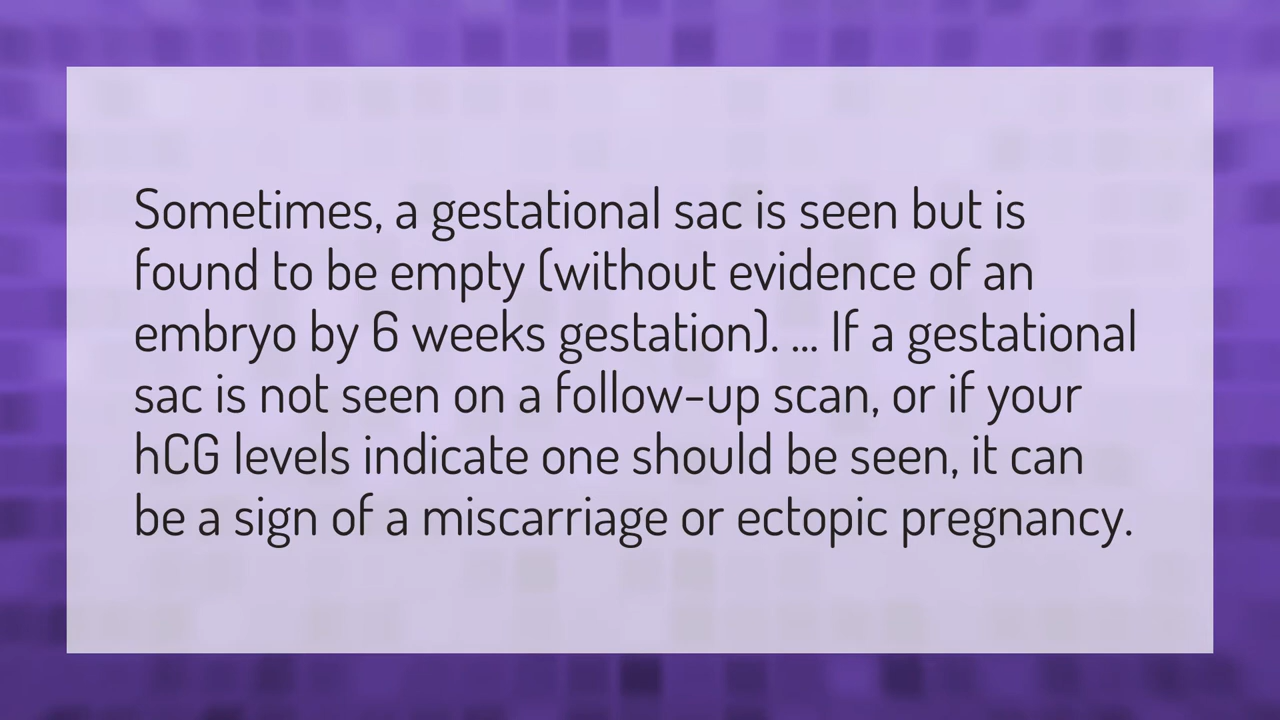 Sometimes, a gestational sac is seen but is
found to be empty (without evidence of an
embryo by 6 weeks gestation). ... If a gestational
sac is not seen on a follow-up scan, or if your
hCG levels indicate one should be seen, it can
be a sign of a miscarriage or ectopic pregnancy.